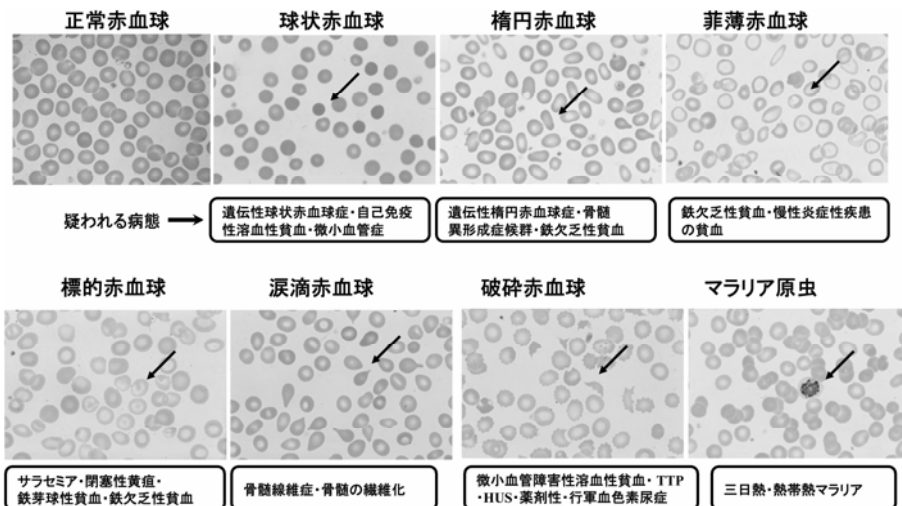 正常赤血球
球状赤血球
楕円赤血球
菲薄赤血球
疑われる病態
遺伝性球状赤血球症・自己免疫
性溶血性貧血・微小血管症
遺伝性楕円赤血球症・骨髄
異形成症候群・鉄欠乏性貧血
鉄欠乏性貧血・慢性炎症性疾患
の貧血
標的赤血球
涙滴赤血球
破砕赤血球
マラリア原虫
サラセミア・閉塞性黄疸・
鉄芽球性貧血・鉄欠乏性貧血
骨髄線維症・骨髄の繊維化
微小血管障害性溶血性貧血・TTP
・HUS・薬剤性・行軍血色素尿症
三日熱・熱帯熱マラリア